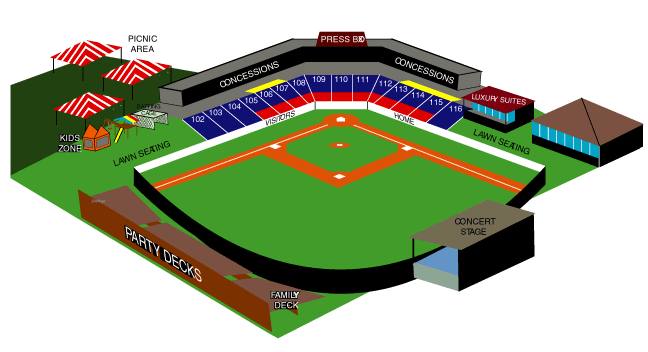 PRESS BOX
PICNIC
AREA
CONCESSIONS
CONCESSIONS
102
103
104
105
106
107
108
109
110
111
112
113
114
115
116
LUXURY SUITES
BATTING
KIDS
ZONE
VISITORS
HOME
LAWN SEATING
LAWN SEATING
CONCERT
STAGE
PARTY DECKS
FAMILY
DECK